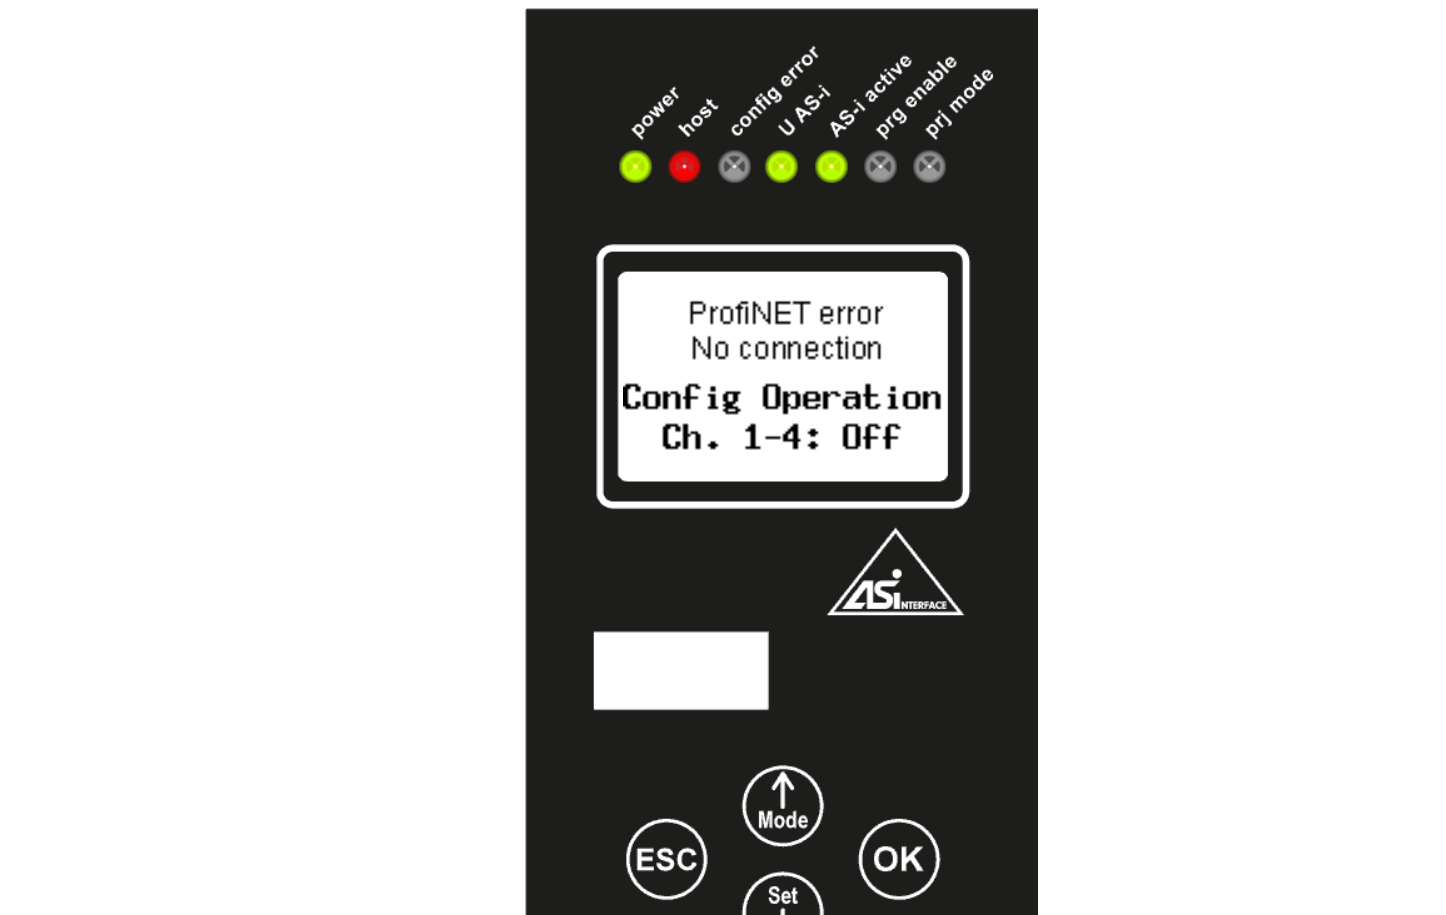 power
host
config error
U AS-i
AS-i active
prg enable
prj mode
ProfiNET error
No connection
Config Operation
Ch. 1-4: Off
ASi
NTERFACE
Mode
ESC
OK
Set